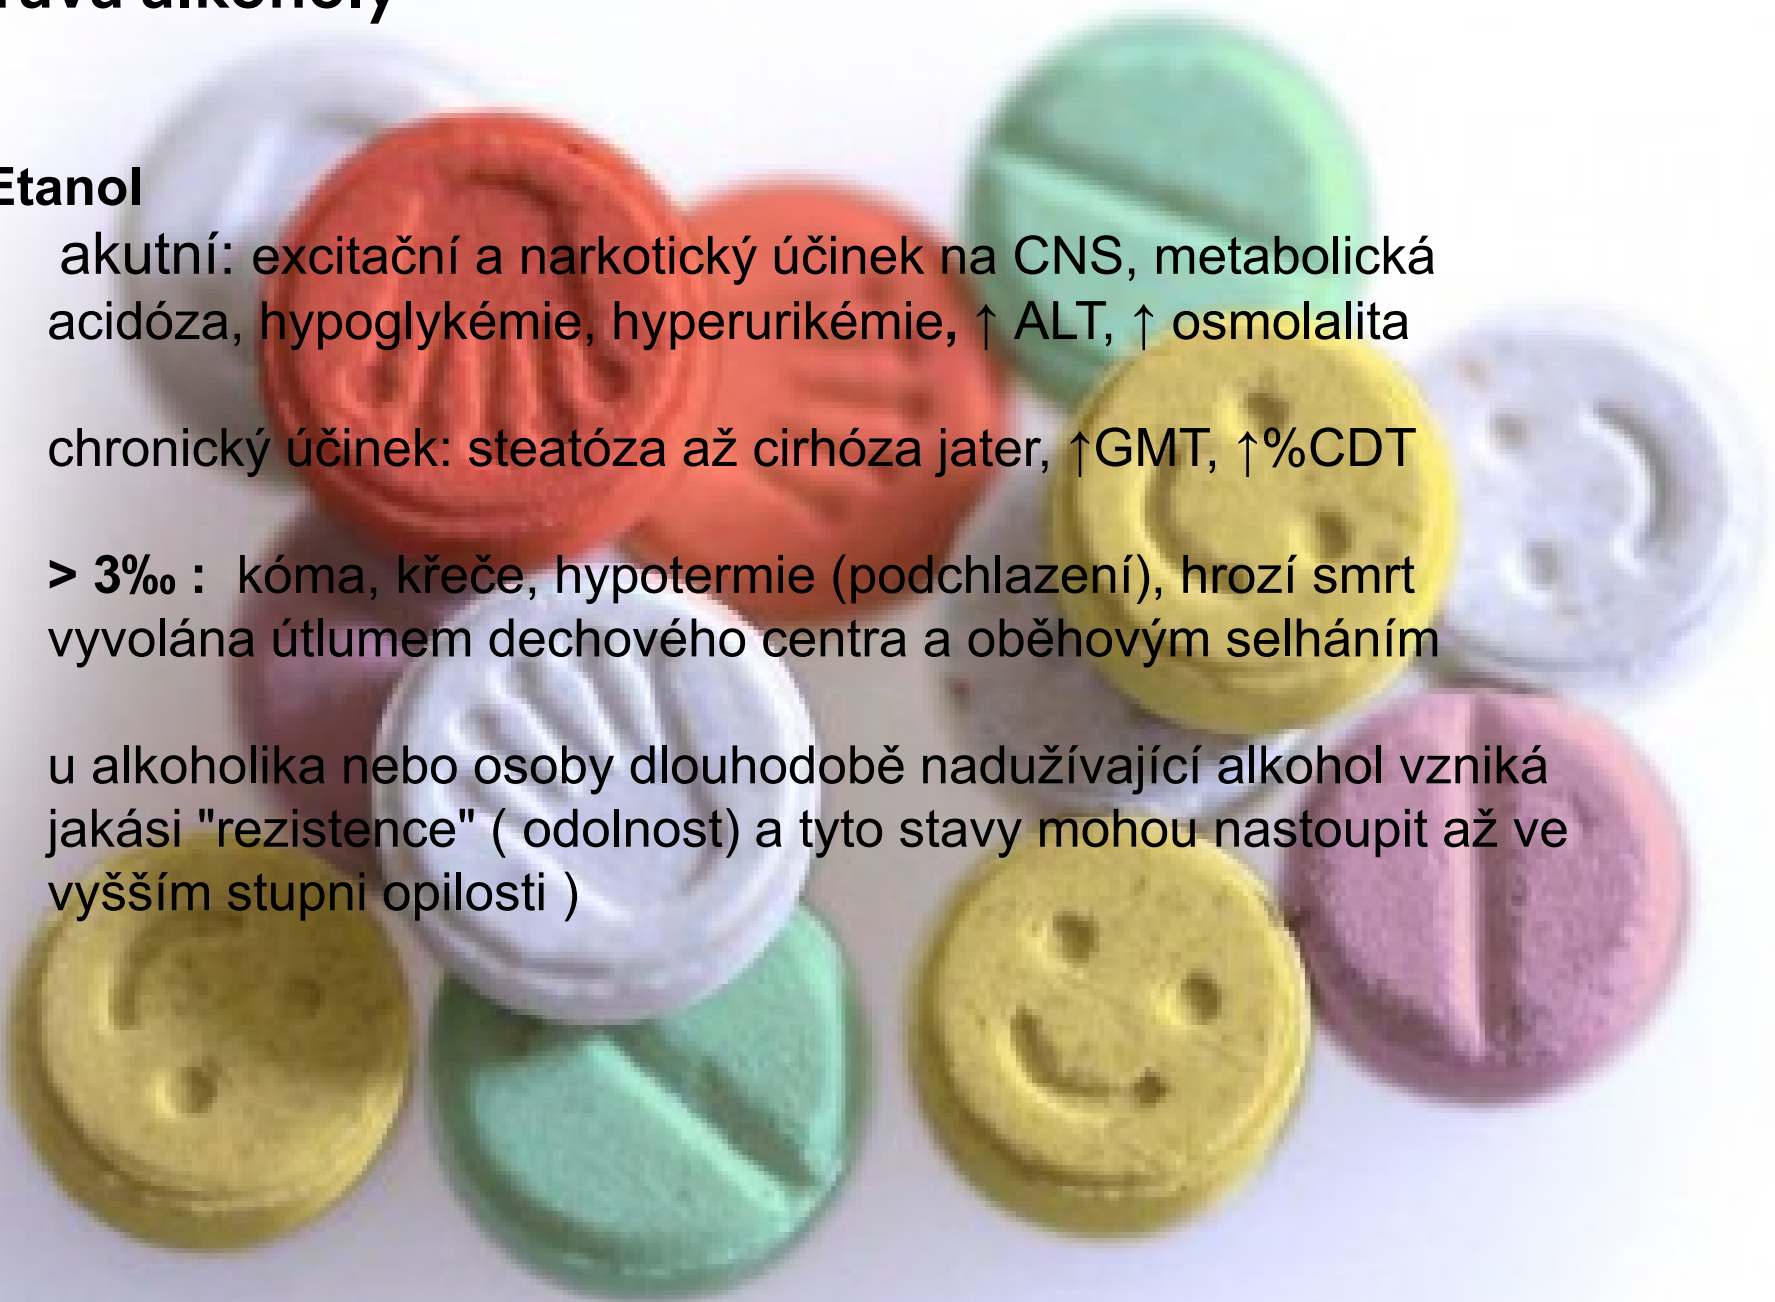 alkoholy
Etanol
akutní: excitační a narkotický účinek na CNS, metabolická
acidóza, hypoglykémie, hyperurikémie, ↑ ALT, ↑ osmolalita
chronický účinek: steatóza až cirhóza jater, ↑GMT, ↑%CDT
> 3‰ : kóma, křeče, hypotermie (podchlazení), hrozí smrt
vyvolána útlumem dechového centra a oběhovým selháním
u alkoholika nebo osoby dlouhodobě nadužívající alkohol vzniká
jakási "rezistence" ( odolnost) a tyto stavy mohou nastoupit až ve
vyšším stupni opilosti )